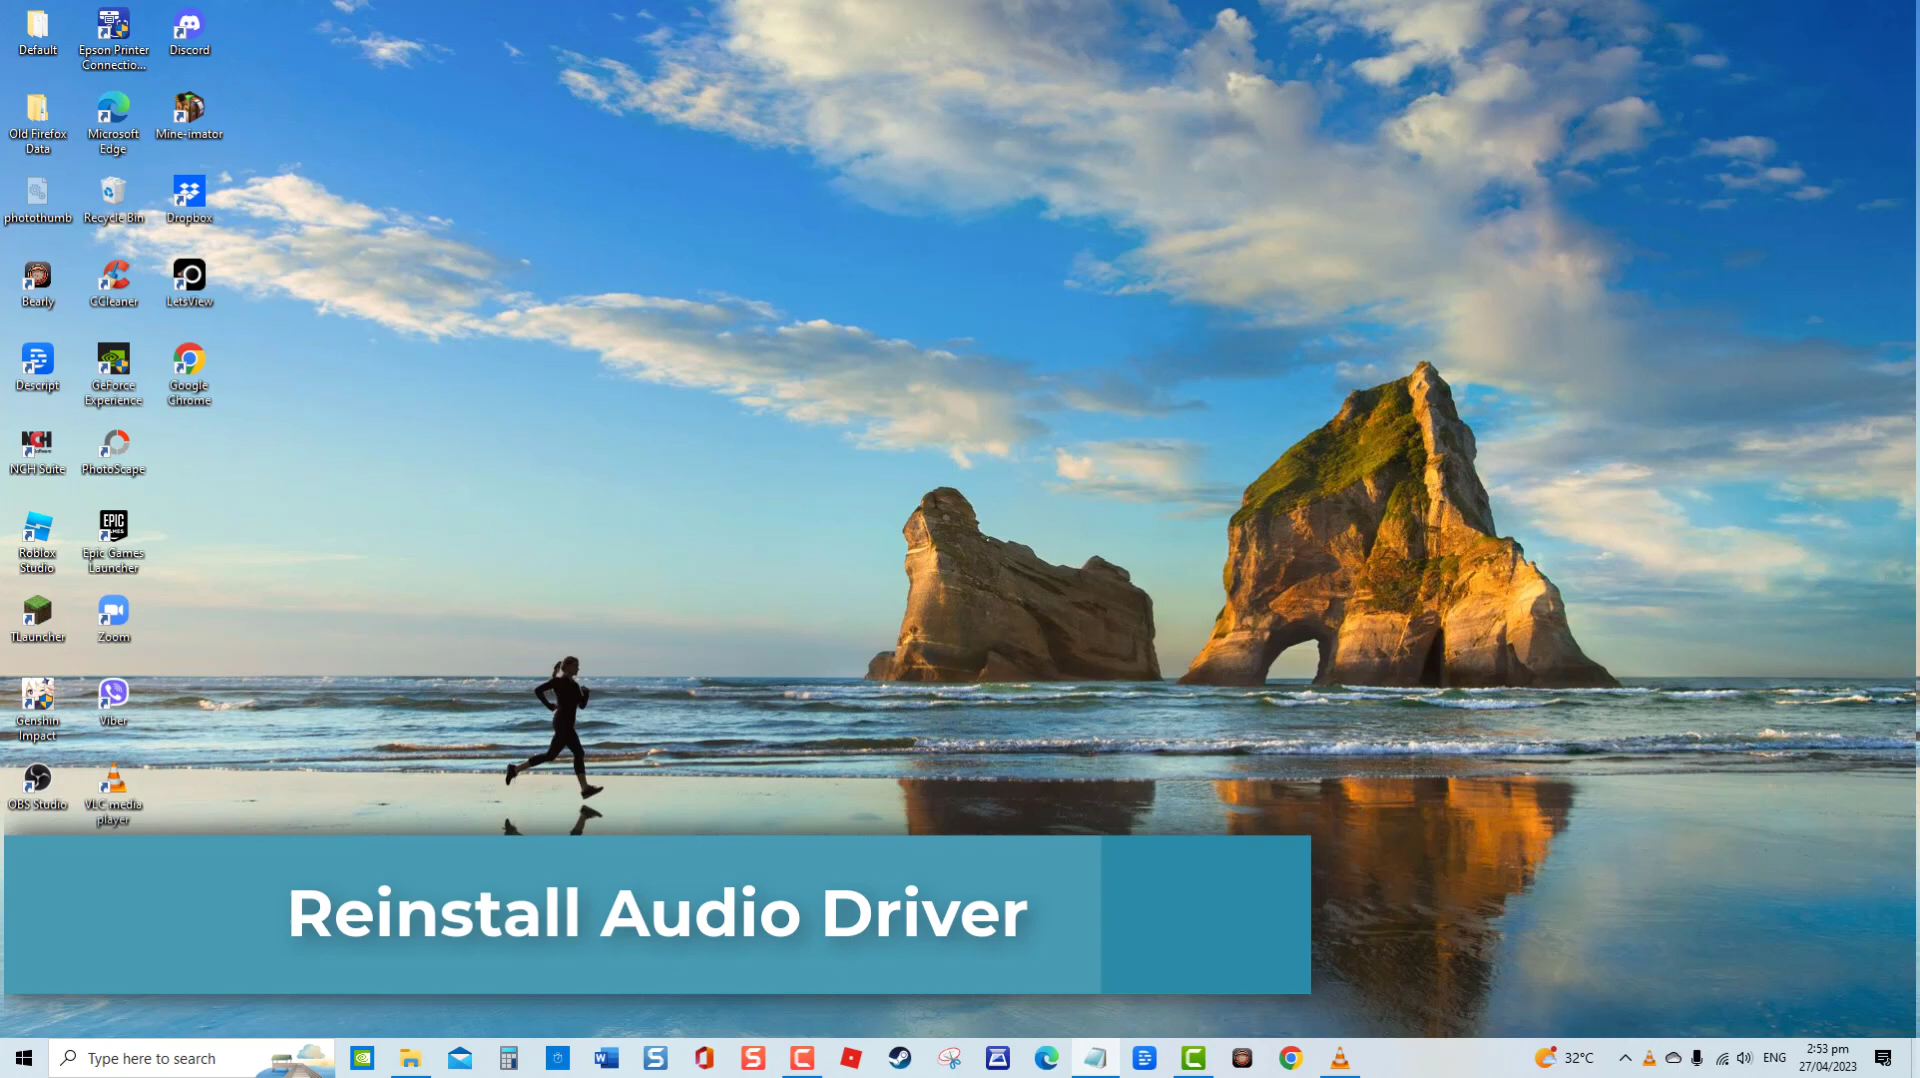 Default
Epson Printer
Connectio...
Discord
Old Firefox
Data
Microsoft
Edge
Mine-imator
photothumb
Recycle Bin
Dropbox
Bearly
CCleaner
LetsView
Descript
GeForce
Experience
Google
Chrome
NCH
NCH Suite
PhotoScape
Roblox
Studio
EPIC
GAMES
Epic Games
Launcher
TLauncher
Zoom
Genshin
Impact
Viber
OBS Studio
VLC media
player
Reinstall Audio Driver
Type here to search
32°C
ENG
2:53 pm
27/04/2023